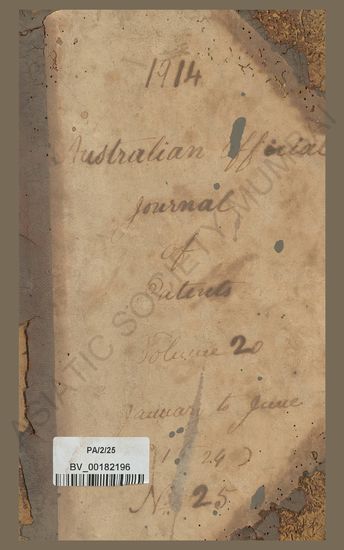 1914
Australian Official
Journal
of
Patents
Volume 20
January to June
PA/2/25
BV_00182196
No. 25
ASIATIC SOCIETY MUMBAI